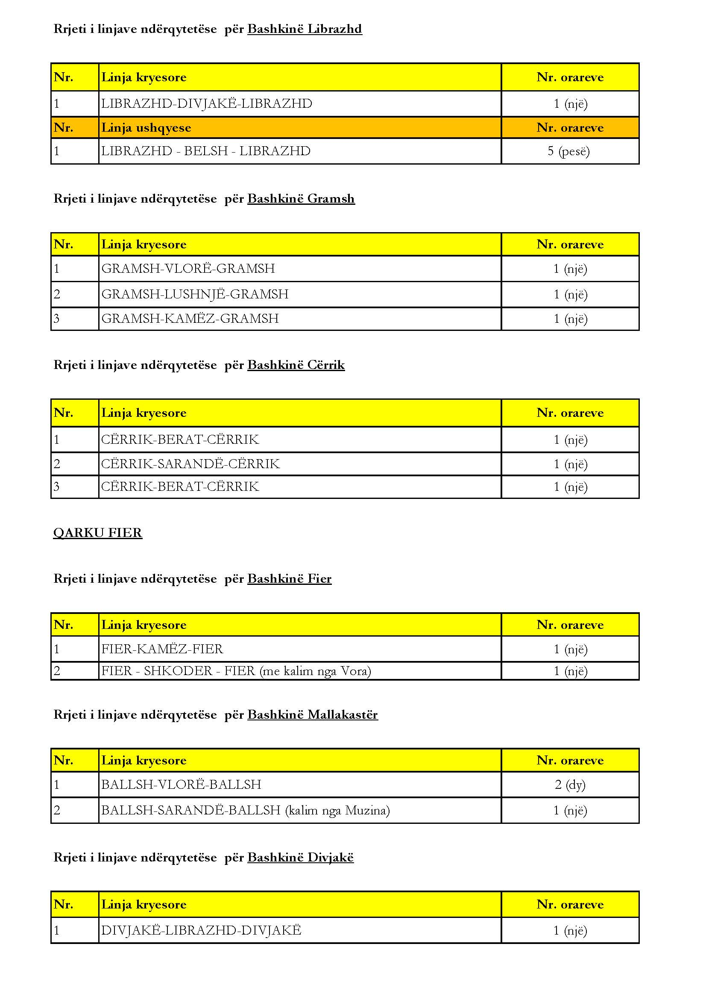 Rrjeti i linjave ndërqytetëse për Bashkinë Librazhd
Nr. Linja kryesore Nr. orareve
1 LIBRAZHD-DIVJAKË-LIBRAZHD 1 (një)
Nr. Linja ushqyese Nr. orareve
1 LIBRAZHD - BELSH - LIBRAZHD 5 (pesë)
Rrjeti i linjave ndërqytetëse për Bashkinë Gramsh
Nr. Linja kryesore Nr. orareve
1 GRAMSH-VLORË-GRAMSH 1 (një)
2 GRAMSH-LUSHNJË-GRAMSH 1 (një)
3 GRAMSH-KAMËZ-GRAMSH 1 (një)
Rrjeti i linjave ndërqytetëse për Bashkinë Cërrik
Nr. Linja kryesore Nr. orareve
1 CËRRIK-BERAT-CËRRIK 1 (një)
2 CËRRIK-SARANDË-CËRRIK 1 (një)
3 CËRRIK-BERAT-CËRRIK 1 (një)
QARKU FIER
Rrjeti i linjave ndërqytetëse për Bashkinë Fier
Nr. Linja kryesore Nr. orareve
1 FIER-KAMËZ-FIER 1 (një)
2 FIER - SHKODER - FIER (me kalim nga Vora) 1 (një)
Rrjeti i linjave ndërqytetëse për Bashkinë Mallakastër
Nr. Linja kryesore Nr. orareve
1 BALLSH-VLORË-BALLSH 2 (dy)
2 BALLSH-SARANDË-BALLSH (kalim nga Muzina) 1 (një)
Rrjeti i linjave ndërqytetëse për Bashkinë Divjakë
Nr. Linja kryesore Nr. orareve
1 DIVJAKË-LIBRAZHD-DIVJAKË 1 (një)